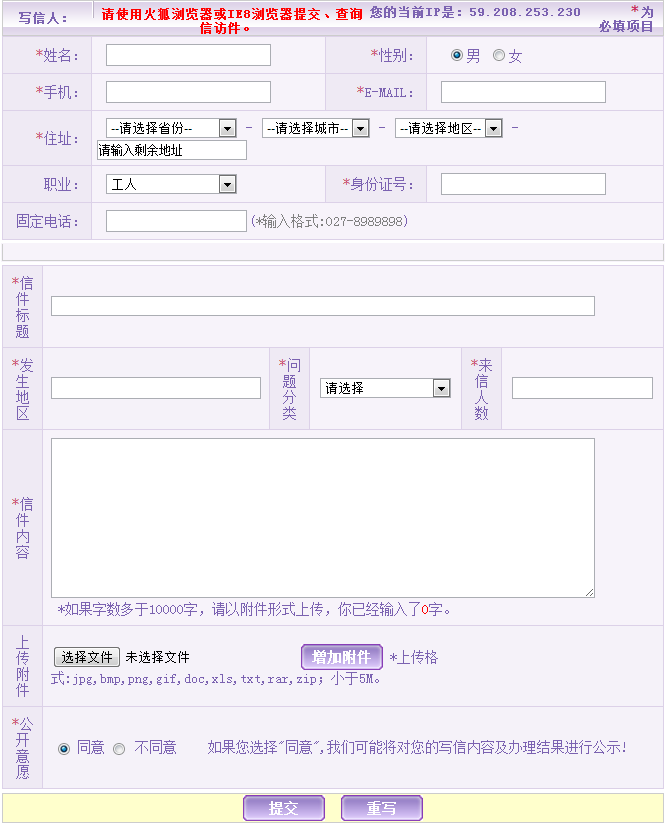 写信人: 请使用火狐浏览器或IE8浏览器提交、查询 您的当前IP是: 59.208.253.230 *为
信访件。 必填项目
*姓名: *性别: 男 女
*手机: *E-MAIL:
*住址: --请选择省份-- - --请选择城市-- - --请选择地区-- -
请输入剩余地址
职业: 工人 *身份证号:
固定电话: (*输入格式:027-8989898)
*信
件
标
题
*发
生
地
区
*问
题
分
类
请选择
*来
信
人
数
*信
件
内
容
*如果字数多于10000字，请以附件形式上传，你已经输入了0字。
上
传
附
件
选择文件 未选择文件 增加附件 *上传格
式:jpg,bmp,png,gif,doc,xls,txt,rar,zip; 小于5M。
*公
开
意
愿
同意 不同意 如果您选择"同意",我们可能将对您的写信内容及办理结果进行公示!
提交 重写